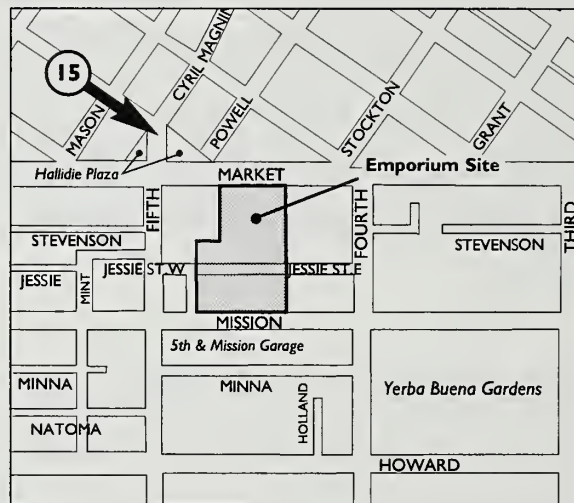 15
CYRIL MAGNIN
MASON
POWELL
STOCKTON
GRANT
Hallidie Plaza
MARKET
Emporium Site
FIFTH
FOURTH
THIRD
STEVENSON
STEVENSON
JESSIE ST. W
JESSIE ST. E
JESSIE
MINT
MISSION
5th & Mission Garage
MINNA
MINNA
HOLLAND
Yerba Buena Gardens
NATOMA
HOWARD